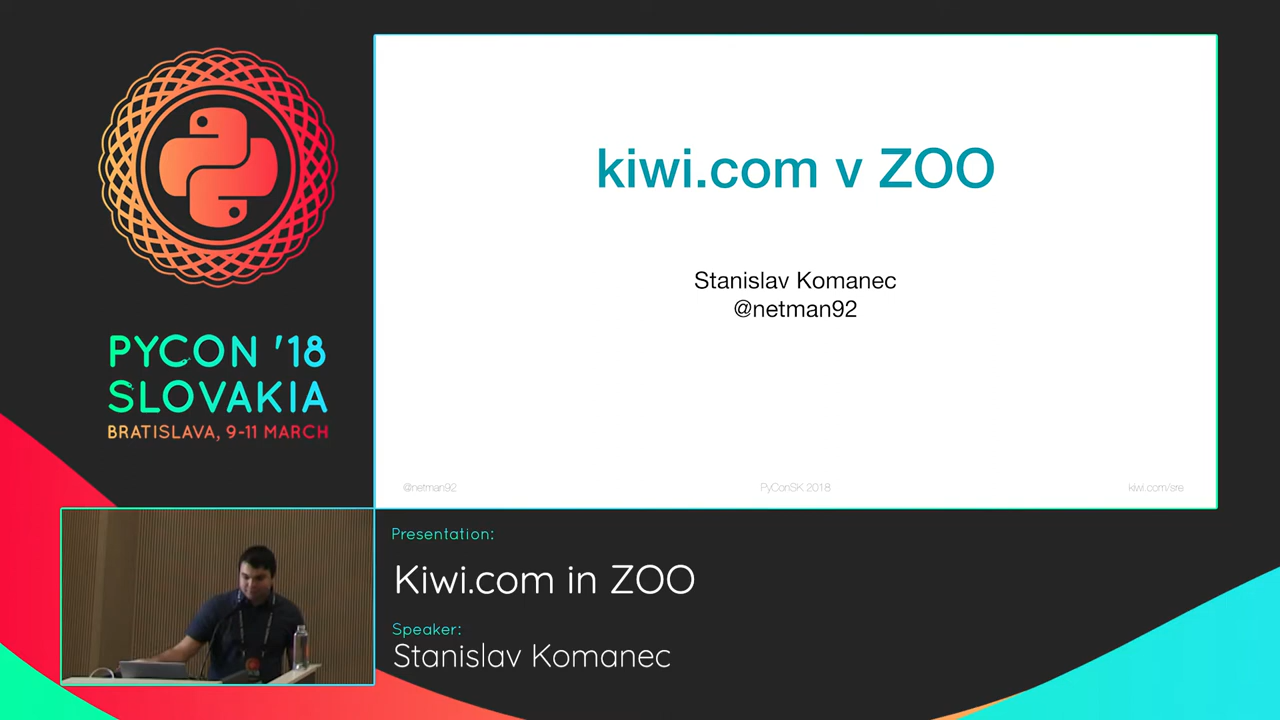 PYCON '18
SLOVAKIA
BRATISLAVA, 9-11 MARCH
kiwi.com v ZOO
Stanislav Komanec
@netman92
@netman92
PyConSK 2018
kiwi.com/sre
Presentation:
Kiwi.com in ZOO
Speaker:
Stanislav Komanec